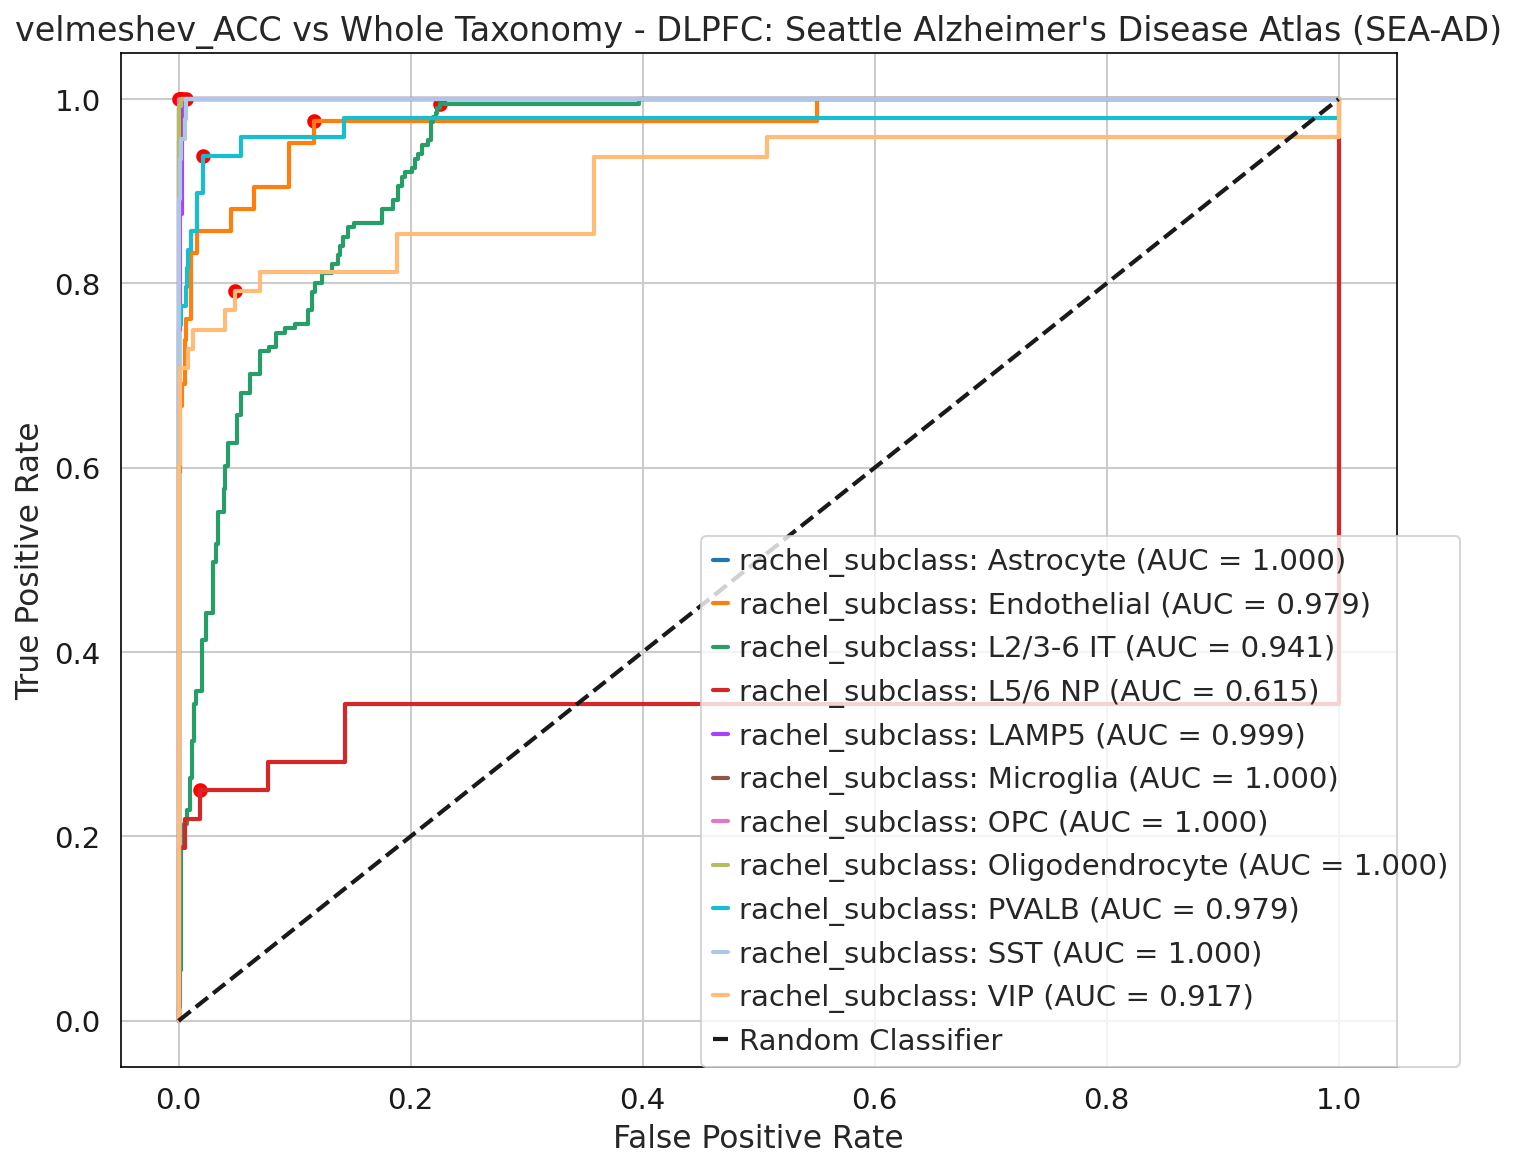 velmeshev_ACC vs Whole Taxonomy - DLPFC: Seattle Alzheimer's Disease Atlas (SEA-AD)
True Positive Rate
1.0
0.8
0.6
0.4
0.2
0.0
rachel_subclass: Astrocyte (AUC = 1.000)
rachel_subclass: Endothelial (AUC = 0.979)
rachel_subclass: L2/3-6 IT (AUC = 0.941)
rachel_subclass: L5/6 NP (AUC = 0.615)
rachel_subclass: LAMP5 (AUC = 0.999)
rachel_subclass: Microglia (AUC = 1.000)
rachel_subclass: OPC (AUC = 1.000)
rachel_subclass: Oligodendrocyte (AUC = 1.000)
rachel_subclass: PVALB (AUC = 0.979)
rachel_subclass: SST (AUC = 1.000)
rachel_subclass: VIP (AUC = 0.917)
Random Classifier
0.0 0.2 0.4 0.6 0.8 1.0
False Positive Rate